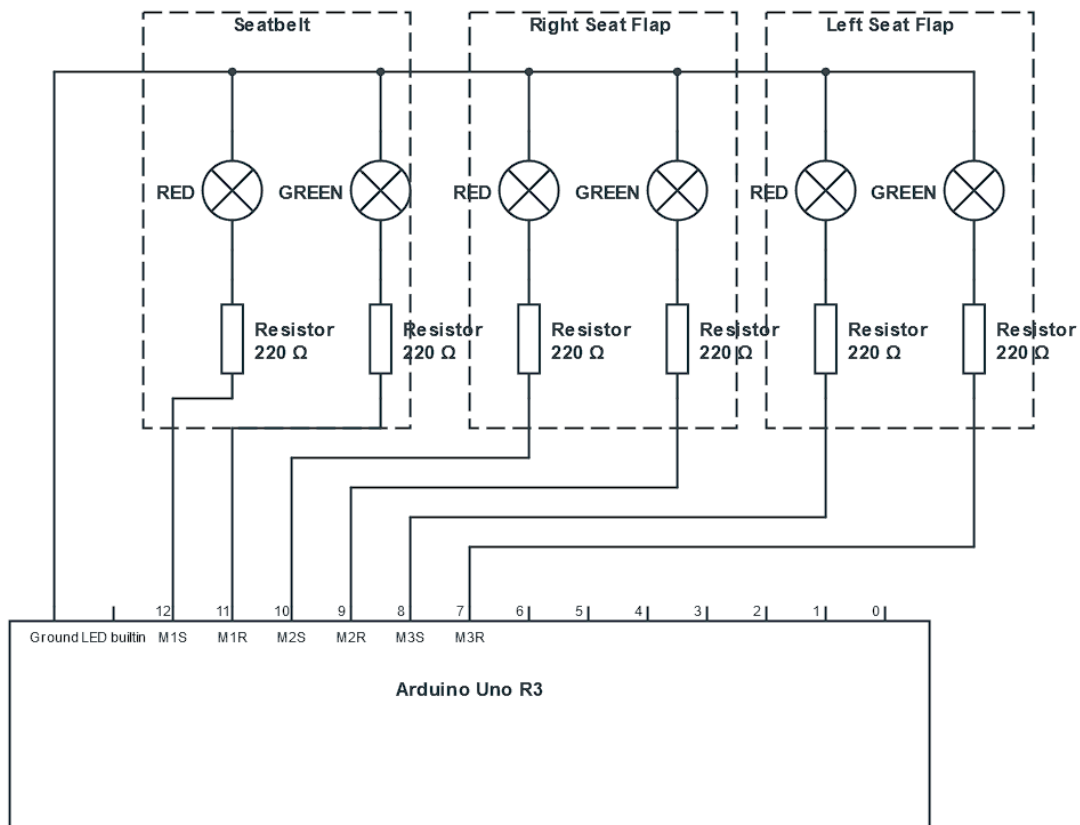 Seatbelt
Right Seat Flap
Left Seat Flap
RED
GREEN
RED
GREEN
RED
GREEN
Resistor
220 Ω
Resistor
220 Ω
Resistor
220 Ω
Resistor
220 Ω
Resistor
220 Ω
Resistor
220 Ω
12 11 10 9 8 7 6 5 4 3 2 1 0
Ground LED builtin M1S M1R M2S M2R M3S M3R
Arduino Uno R3